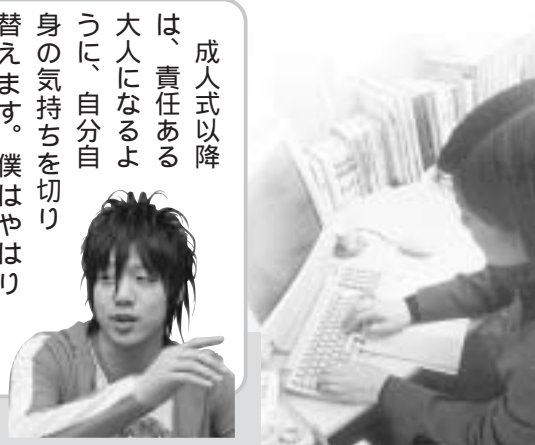 成人式以降
は、責任ある
大人になるよ
うに、自分自
身の気持ちを切り
替えます。僕はやはり